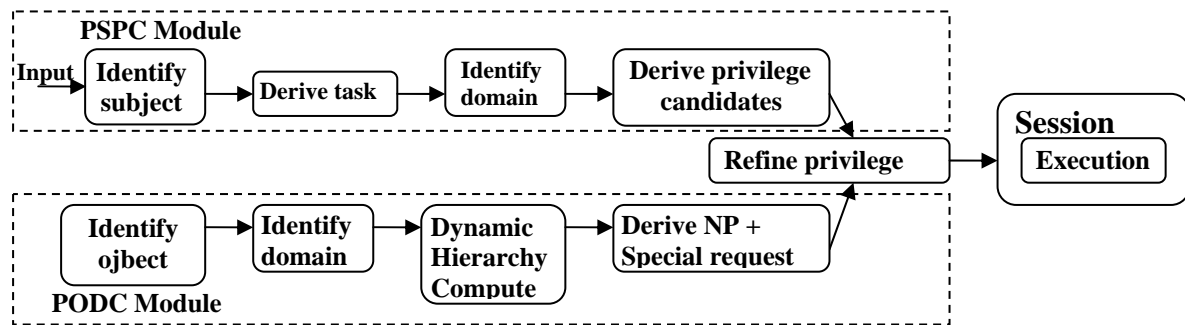 PSPC Module
Input
Identify
subject
Derive task
Identify
domain
Derive privilege
candidates
Refine privilege
Session
Execution
Identify
ojbect
Identify
domain
Dynamic
Hierarchy
Compute
Derive NP +
Special request
PODC Module